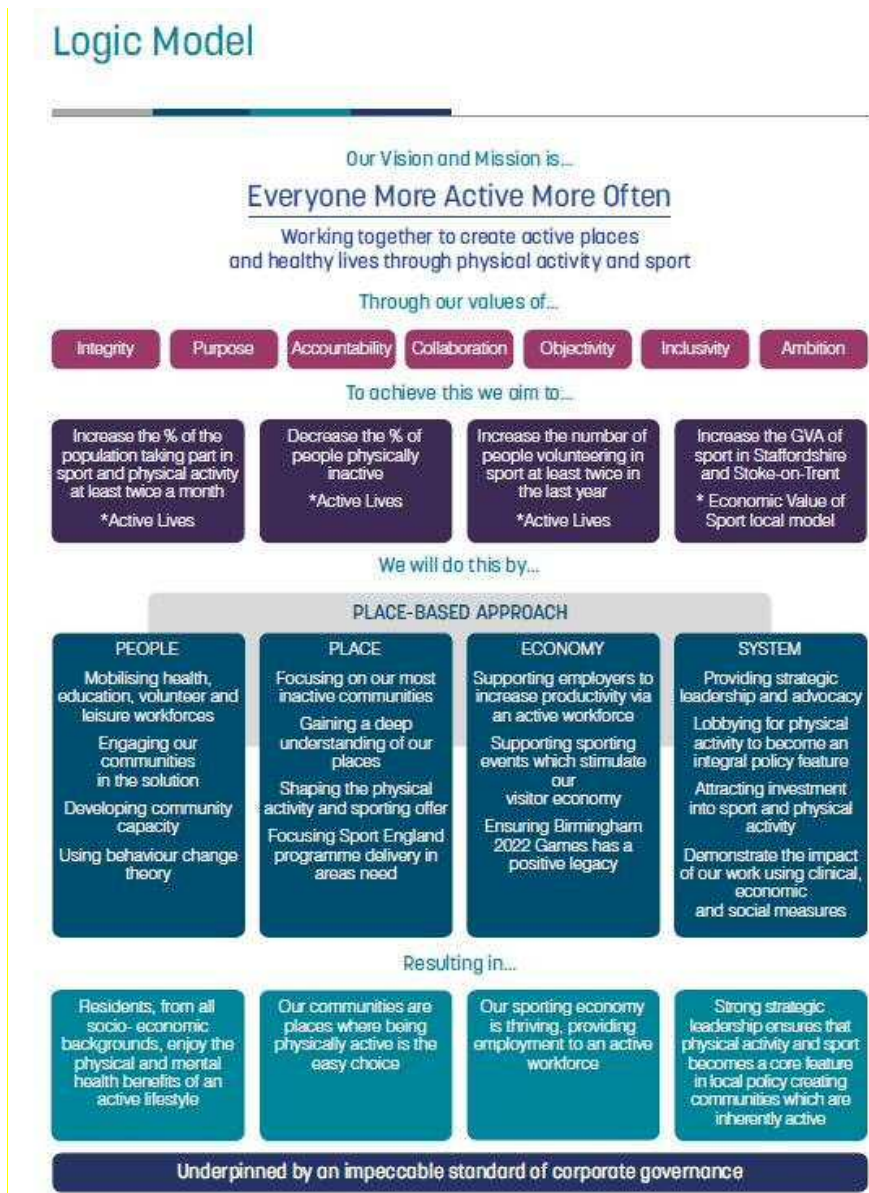 Logic Model
Our Vision and Mission is...
Everyone More Active More Often
Working together to create active places
and healthy lives through physical activity and sport
Through our values of...
Integrity
Purpose
Accountability
Collaboration
Objectivity
Inclusivity
Ambition
To achieve this we aim to...
Increase the % of the
population taking part in
sport and physical activity
at least twice a month
*Active Lives
Decrease the % of
people physically
inactive
*Active Lives
Increase the number of
people volunteering in
sport at least twice in
the last year
*Active Lives
Increase the GVA of
sport in Staffordshire
and Stoke-on-Trent
* Economic Value of
Sport local model
We will do this by...
PLACE-BASED APPROACH
PEOPLE
Mobilising health,
education, volunteer and
leisure workforces
Engaging our
communities
in the solution
Developing community
capacity
Using behaviour change
theory
PLACE
Focusing on our most
inactive communities
Gaining a deep
understanding of our
places
Shaping the physical
activity and sporting offer
Focusing Sport England
programme delivery in
areas need
ECONOMY
Supporting employers to
increase productivity via
an active workforce
Supporting sporting
events which stimulate
our
visitor economy
Ensuring Birmingham
2022 Games has a
positive legacy
SYSTEM
Providing strategic
leadership and advocacy
Lobbying for physical
activity to become an
integral policy feature
Attracting investment
into sport and physical
activity
Demonstrate the impact
of our work using clinical,
economic
and social measures
Resulting in...
Residents, from all
socio- economic
backgrounds, enjoy the
physical and mental
health benefits of an
active lifestyle
Our communities are
places where being
physically active is the
easy choice
Our sporting economy
is thriving, providing
employment to an active
workforce
Strong strategic
leadership ensures that
physical activity and sport
becomes a core feature
in local policy creating
communities which are
inherently active
Underpinned by an impeccable standard of corporate governance